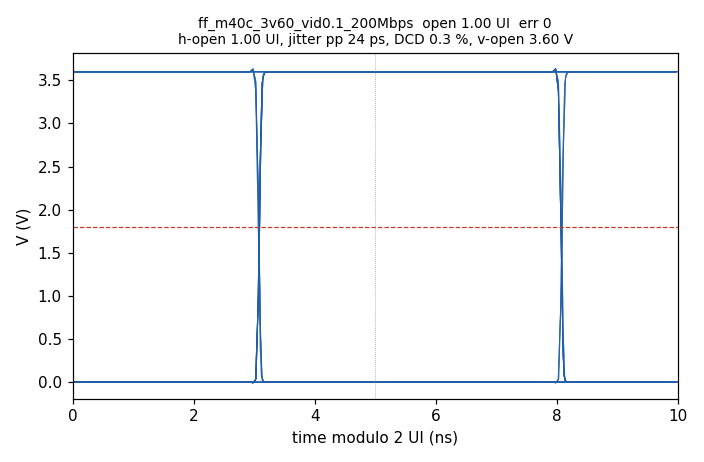 ff_m40c_3v60_vid0.1_200Mbps  open 1.00 UI  err 0
h-open 1.00 UI, jitter pp 24 ps, DCD 0.3 %, v-open 3.60 V
3.5
3.0
2.5
2.0
1.5
1.0
0.5
0.0
V (V)
0 2 4 6 8 10
time modulo 2 UI (ns)